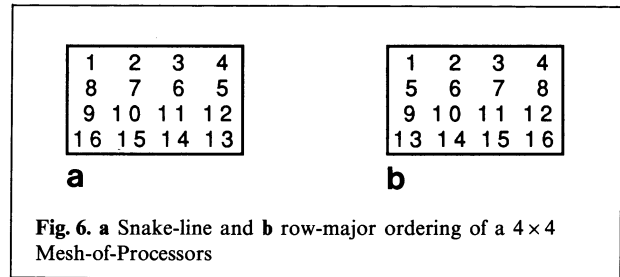 1 2 3 4
8 7 6 5
9 10 11 12
16 15 14 13
a
1 2 3 4
5 6 7 8
9 10 11 12
13 14 15 16
b
Fig. 6. a Snake-line and b row-major ordering of a 4 × 4
Mesh-of-Processors